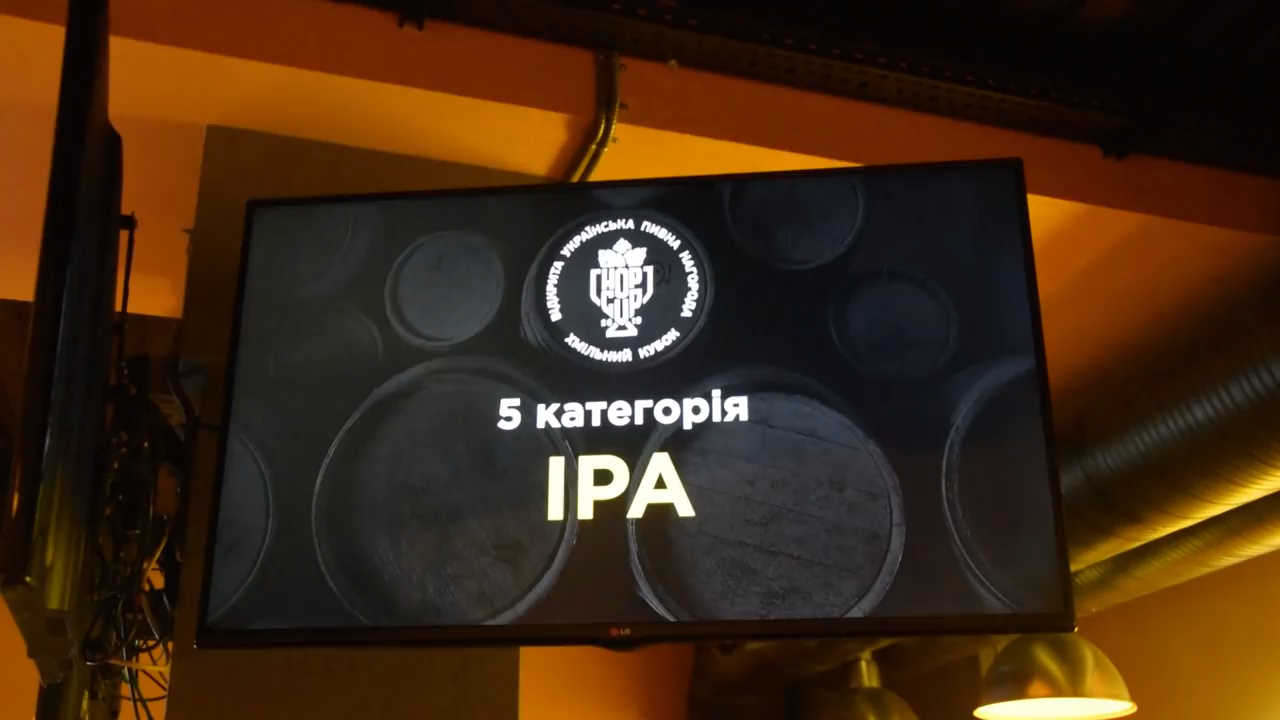 ВІДКРИТА УКРАЇНСЬКА ПИВНА НАГОРОДА
HOP
CUP
ХМІЛЬНИЙ КУБОК
5 категорія
IPA
LG